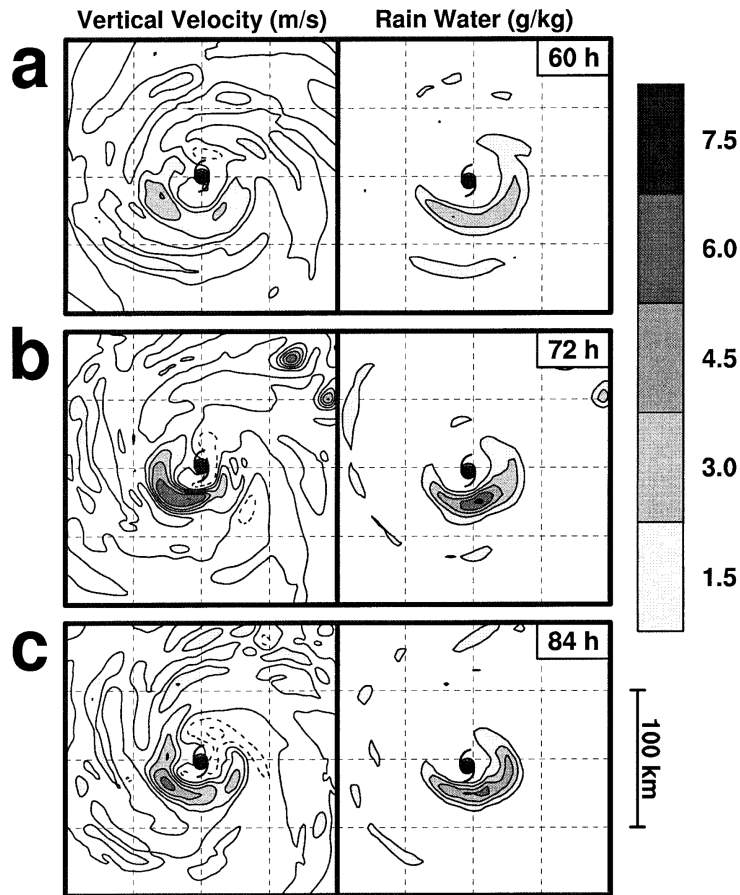 Vertical Velocity (m/s) Rain Water (g/kg)
a
60 h
b
72 h
c
84 h
7.5
6.0
4.5
3.0
1.5
100 km